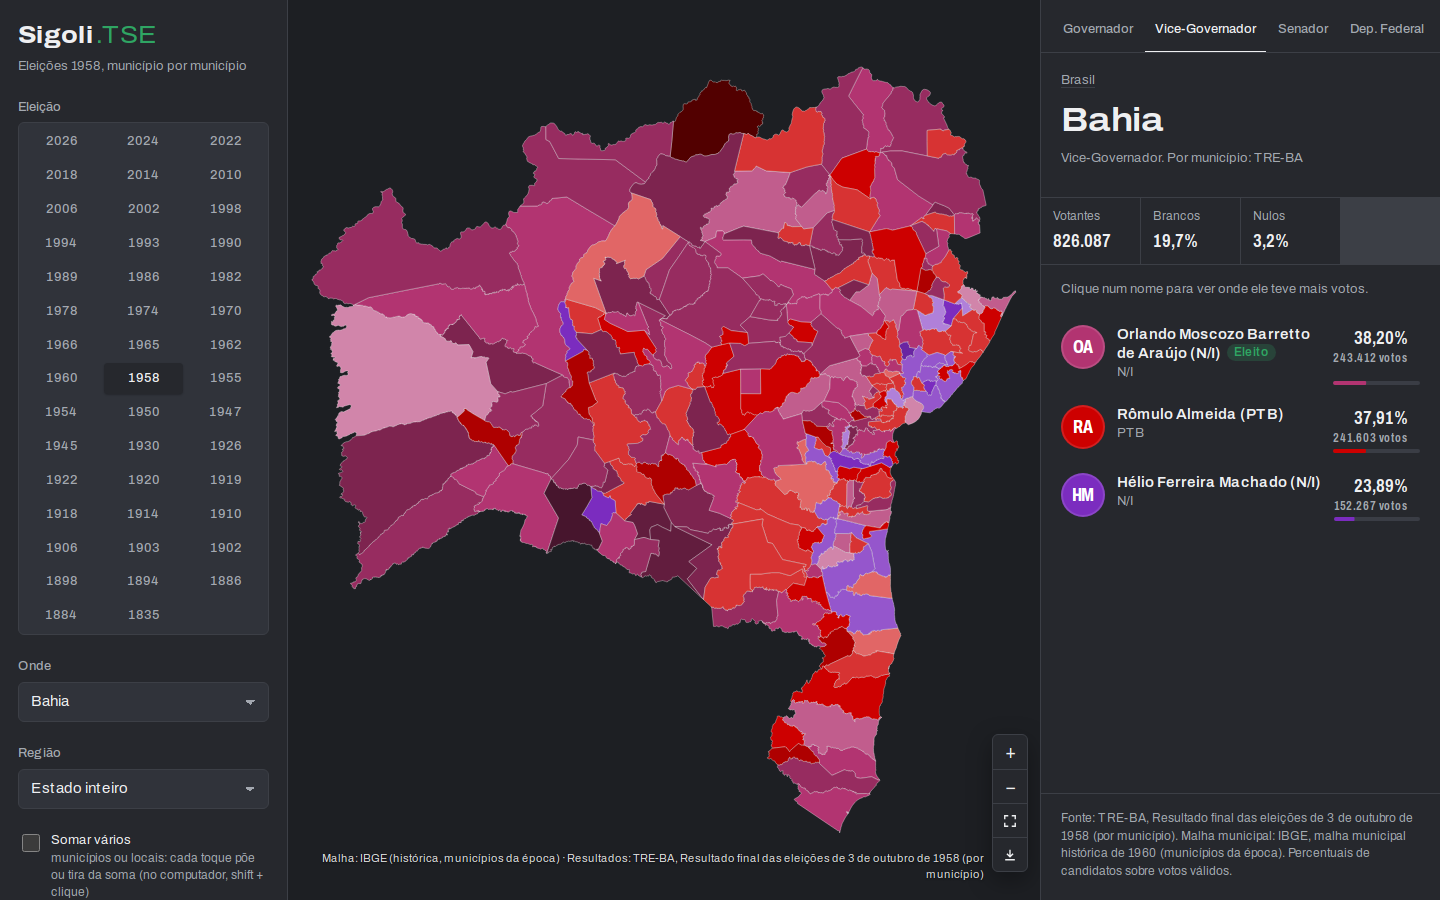 Sigoli.TSE
Eleições 1958, município por município
Eleição
2026 2024 2022
2018 2014 2010
2006 2002 1998
1994 1993 1990
1989 1986 1982
1978 1974 1970
1966 1965 1962
1960 1958 1955
1954 1950 1947
1945 1930 1926
1922 1920 1919
1918 1914 1910
1906 1903 1902
1898 1894 1886
1884 1835
Onde
Bahia
Região
Estado inteiro
Somar vários
municípios ou locais: cada toque põe
ou tira da soma (no computador, shift +
clique)
Malha: IBGE (histórica, municípios da época) · Resultados: TRE-BA, Resultado final das eleições de 3 de outubro de 1958 (por
município)
+
−
Governador Vice-Governador Senador Dep. Federal
Brasil
Bahia
Vice-Governador. Por município: TRE-BA
Votantes Brancos Nulos
826.087 19,7% 3,2%
Clique num nome para ver onde ele teve mais votos.
OA
Orlando Moscozo Barretto
de Araújo (N/I) Eleito
N/I
38,20%
243.412 votos
RA
Rômulo Almeida (PTB)
PTB
37,91%
241.603 votos
HM
Hélio Ferreira Machado (N/I)
N/I
23,89%
152.267 votos
Fonte: TRE-BA, Resultado final das eleições de 3 de outubro de
1958 (por município). Malha municipal: IBGE, malha municipal
histórica de 1960 (municípios da época). Percentuais de
candidatos sobre votos válidos.